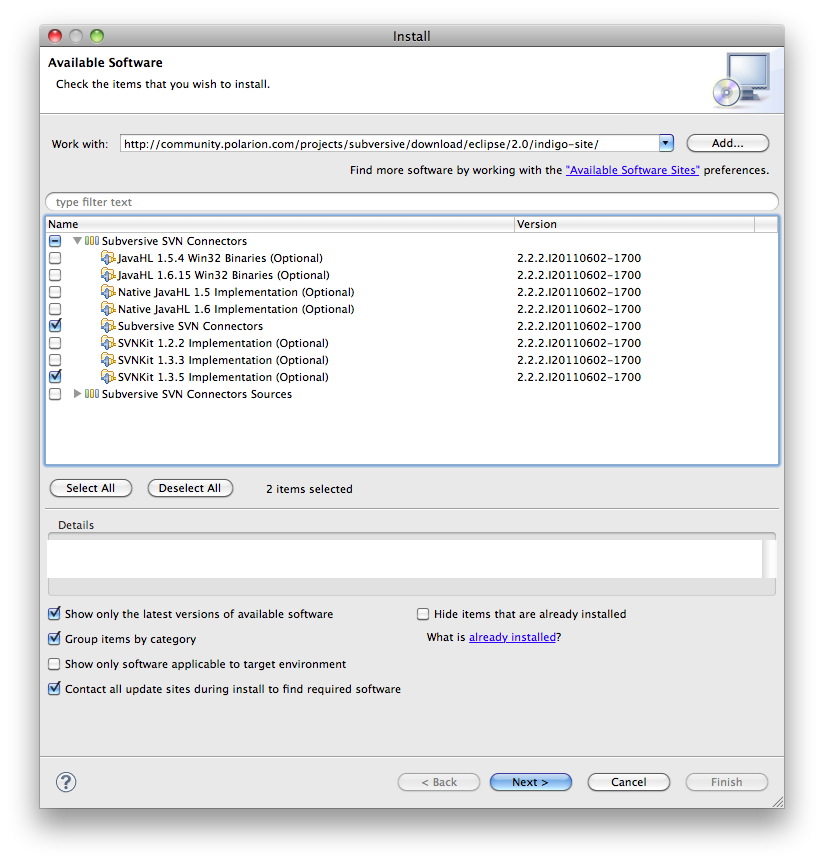 Install
Available Software
Check the items that you wish to install.
Work with: http://community.polarion.com/projects/subversive/download/eclipse/2.0/indigo-site/ Add...
Find more software by working with the "Available Software Sites" preferences.
type filter text
Name Version
Subversive SVN Connectors
JavaHL 1.5.4 Win32 Binaries (Optional) 2.2.2.I20110602-1700
JavaHL 1.6.15 Win32 Binaries (Optional) 2.2.2.I20110602-1700
Native JavaHL 1.5 Implementation (Optional) 2.2.2.I20110602-1700
Native JavaHL 1.6 Implementation (Optional) 2.2.2.I20110602-1700
Subversive SVN Connectors 2.2.2.I20110602-1700
SVNKit 1.2.2 Implementation (Optional) 2.2.2.I20110602-1700
SVNKit 1.3.3 Implementation (Optional) 2.2.2.I20110602-1700
SVNKit 1.3.5 Implementation (Optional) 2.2.2.I20110602-1700
Subversive SVN Connectors Sources
Select All Deselect All 2 items selected
Details
Show only the latest versions of available software Hide items that are already installed
Group items by category What is already installed?
Show only software applicable to target environment
Contact all update sites during install to find required software
? < Back Next > Cancel Finish